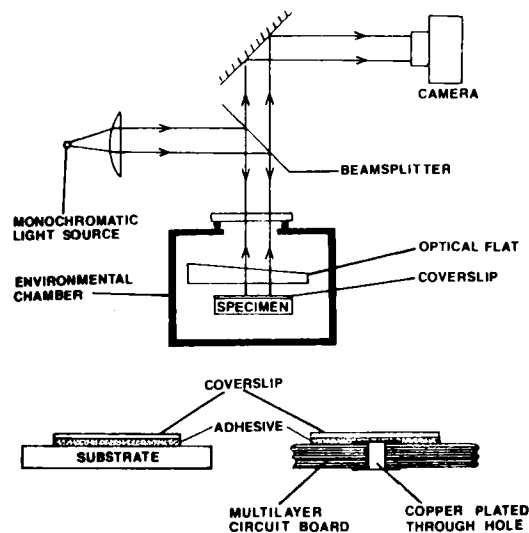 CAMERA
BEAMSPLITTER
MONOCHROMATIC
LIGHT SOURCE
OPTICAL FLAT
ENVIRONMENTAL
CHAMBER
COVERSLIP
SPECIMEN
COVERSLIP
ADHESIVE
SUBSTRATE
MULTILAYER
CIRCUIT BOARD
COPPER PLATED
THROUGH HOLE